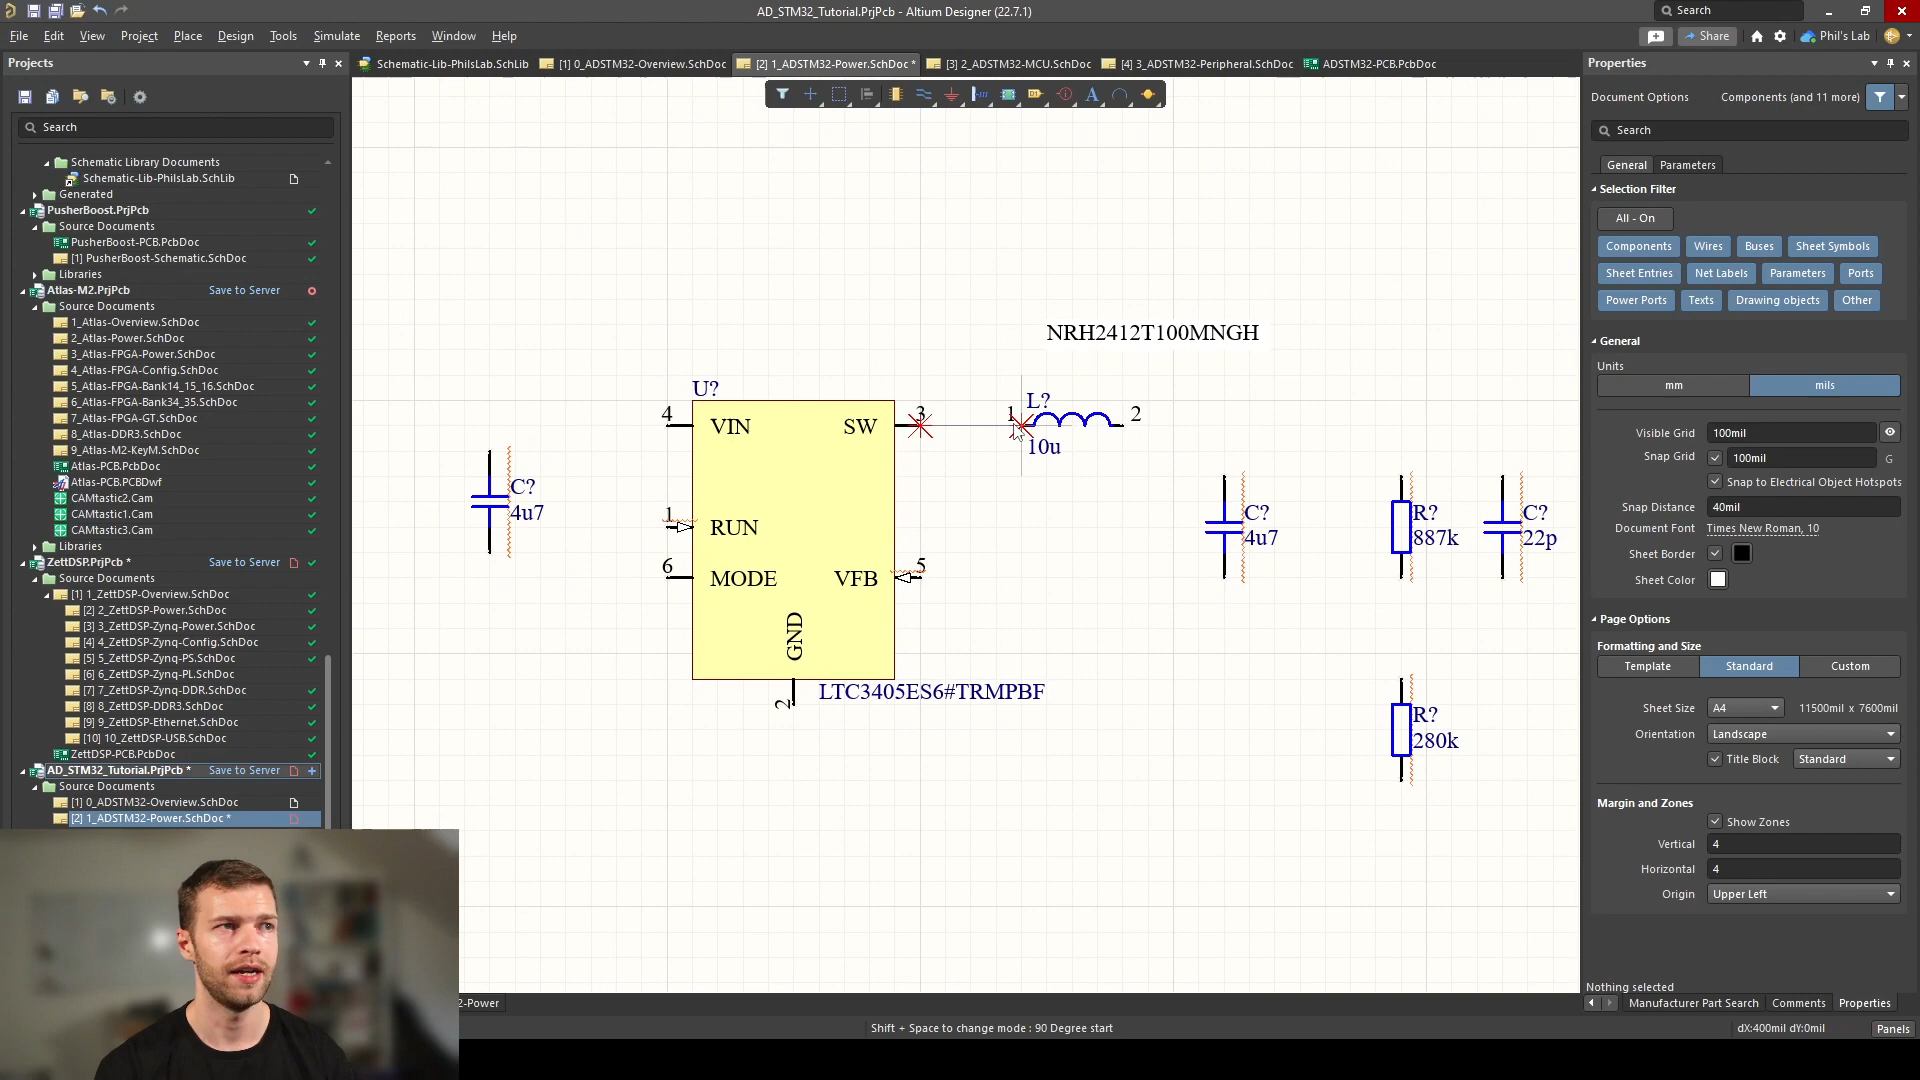 AD_STM32_Tutorial.PrjPcb - Altium Designer (22.7.1)
Search
File Edit View Project Place Design Tools Simulate Reports Window Help
Share
Phil's Lab
Projects
Schematic-Lib-PhilsLab.SchLib
[1] 0_ADSTM32-Overview.SchDoc
[2] 1_ADSTM32-Power.SchDoc *
[3] 2_ADSTM32-MCU.SchDoc
[4] 3_ADSTM32-Peripheral.SchDoc
ADSTM32-PCB.PcbDoc
Search
Schematic Library Documents
Schematic-Lib-PhilsLab.SchLib
Generated
PusherBoost.PrjPcb
Source Documents
PusherBoost-PCB.PcbDoc
[1] PusherBoost-Schematic.SchDoc
Libraries
Atlas-M2.PrjPcb Save to Server
Source Documents
1_Atlas-Overview.SchDoc
2_Atlas-Power.SchDoc
3_Atlas-FPGA-Power.SchDoc
4_Atlas-FPGA-Config.SchDoc
5_Atlas-FPGA-Bank14_15_16.SchDoc
6_Atlas-FPGA-Bank34_35.SchDoc
7_Atlas-FPGA-GT.SchDoc
8_Atlas-DDR3.SchDoc
9_Atlas-M2-KeyM.SchDoc
Atlas-PCB.PcbDoc
Atlas-PCB.PCBDwf
CAMtastic2.Cam
CAMtastic1.Cam
CAMtastic3.Cam
Libraries
ZettDSP.PrjPcb * Save to Server
Source Documents
[1] 1_ZettDSP-Overview.SchDoc
[2] 2_ZettDSP-Power.SchDoc
[3] 3_ZettDSP-Zynq-Power.SchDoc
[4] 4_ZettDSP-Zynq-Config.SchDoc
[5] 5_ZettDSP-Zynq-PS.SchDoc
[6] 6_ZettDSP-Zynq-PL.SchDoc
[7] 7_ZettDSP-Zynq-DDR.SchDoc
[8] 8_ZettDSP-DDR3.SchDoc
[9] 9_ZettDSP-Ethernet.SchDoc
[10] 10_ZettDSP-USB.SchDoc
ZettDSP-PCB.PcbDoc
AD_STM32_Tutorial.PrjPcb * Save to Server
Source Documents
[1] 0_ADSTM32-Overview.SchDoc
[2] 1_ADSTM32-Power.SchDoc *
NRH2412T100MNGH
U?
4 VIN SW 3
1 L? 2
10u
C?
4u7
1 RUN
6 MODE VFB 5
GND
2
LTC3405ES6#TRMPBF
C?
4u7
R?
887k
C?
22p
R?
280k
2-Power
Shift + Space to change mode : 90 Degree start
dX:400mil dY:0mil
Panels
Properties
Document Options Components (and 11 more)
Search
General Parameters
Selection Filter
All - On
Components Wires Buses Sheet Symbols
Sheet Entries Net Labels Parameters Ports
Power Ports Texts Drawing objects Other
General
Units
mm mils
Visible Grid 100mil
Snap Grid 100mil G
Snap to Electrical Object Hotspots
Snap Distance 40mil
Document Font Times New Roman, 10
Sheet Border
Sheet Color
Page Options
Formatting and Size
Template Standard Custom
Sheet Size A4 11500mil x 7600mil
Orientation Landscape
Title Block Standard
Margin and Zones
Show Zones
Vertical 4
Horizontal 4
Origin Upper Left
Nothing selected
Manufacturer Part Search Comments Properties